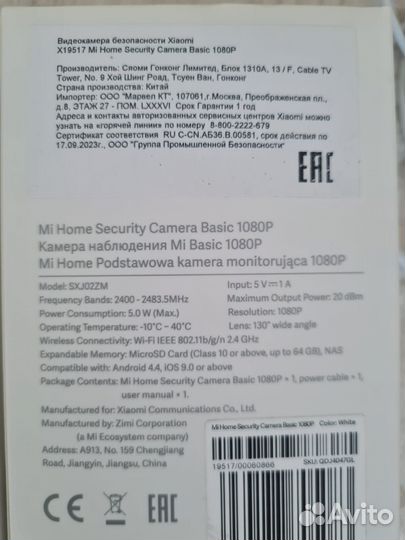 Видеокамера безопасности Xiaomi
X19517 Mi Home Security Camera Basic 1080P
Производитель: Сяоми Гонконг Лимитед, Блок 1310А, 13 / F, Cable TV
Tower, No. 9 Хой Шинг Роад, Тсуен Ван, Гонконг
Страна изготовления: Китай
Импортер: ООО "Марвел КТ", 107061,г.Москва, Преображенская пл.,
д.8, ЭТАЖ 27 - ПОМ. LXXXVI Срок Гарантии 1 год
Адреса и контакты авторизованных сервисных центров Xiaomi можно
узнать на «горячей линии» по телефону 8-800-2222-679
Сертификат соответствия RU С-CN.АБ36.В.00581, срок действия по
17.09.2023г., ООО "Группа Промышленной Безопасности"
EAC
Mi Home Security Camera Basic 1080P
Камера наблюдения Mi Basic 1080P
Mi Home Podstawowa kamera monitorująca 1080P
Model: SXJ02ZM Input: 5 V⎓1 A
Frequency Bands: 2400 - 2483.5MHz Maximum Output Power: 20 dBm
Power Consumption: 5.0 W (Max.) Resolution: 1080P
Operating Temperature: -10°C ~ 40°C Lens: 130° wide angle
Wireless Connectivity: Wi-Fi IEEE 802.11b/g/n 2.4 GHz
Expandable Memory: MicroSD Card (Class 10 or above, up to 64 GB), NAS
Compatible with: Android 4.4, iOS 9.0 or above
Package Contents: Mi Home Security Camera Basic 1080P × 1, power cable × 1,
user manual × 1
Manufactured for: Xiaomi Communications Co., Ltd.
Manufactured by: Zimi Corporation
(a Mi Ecosystem company)
Address: A913, No. 159 Chengjiang
Road, Jiangyin, Jiangsu, China
Mi Home Security Camera Basic 1080P Color: White
19517/00060866 SKU: QDJ4047GL
CE EAC
Avito